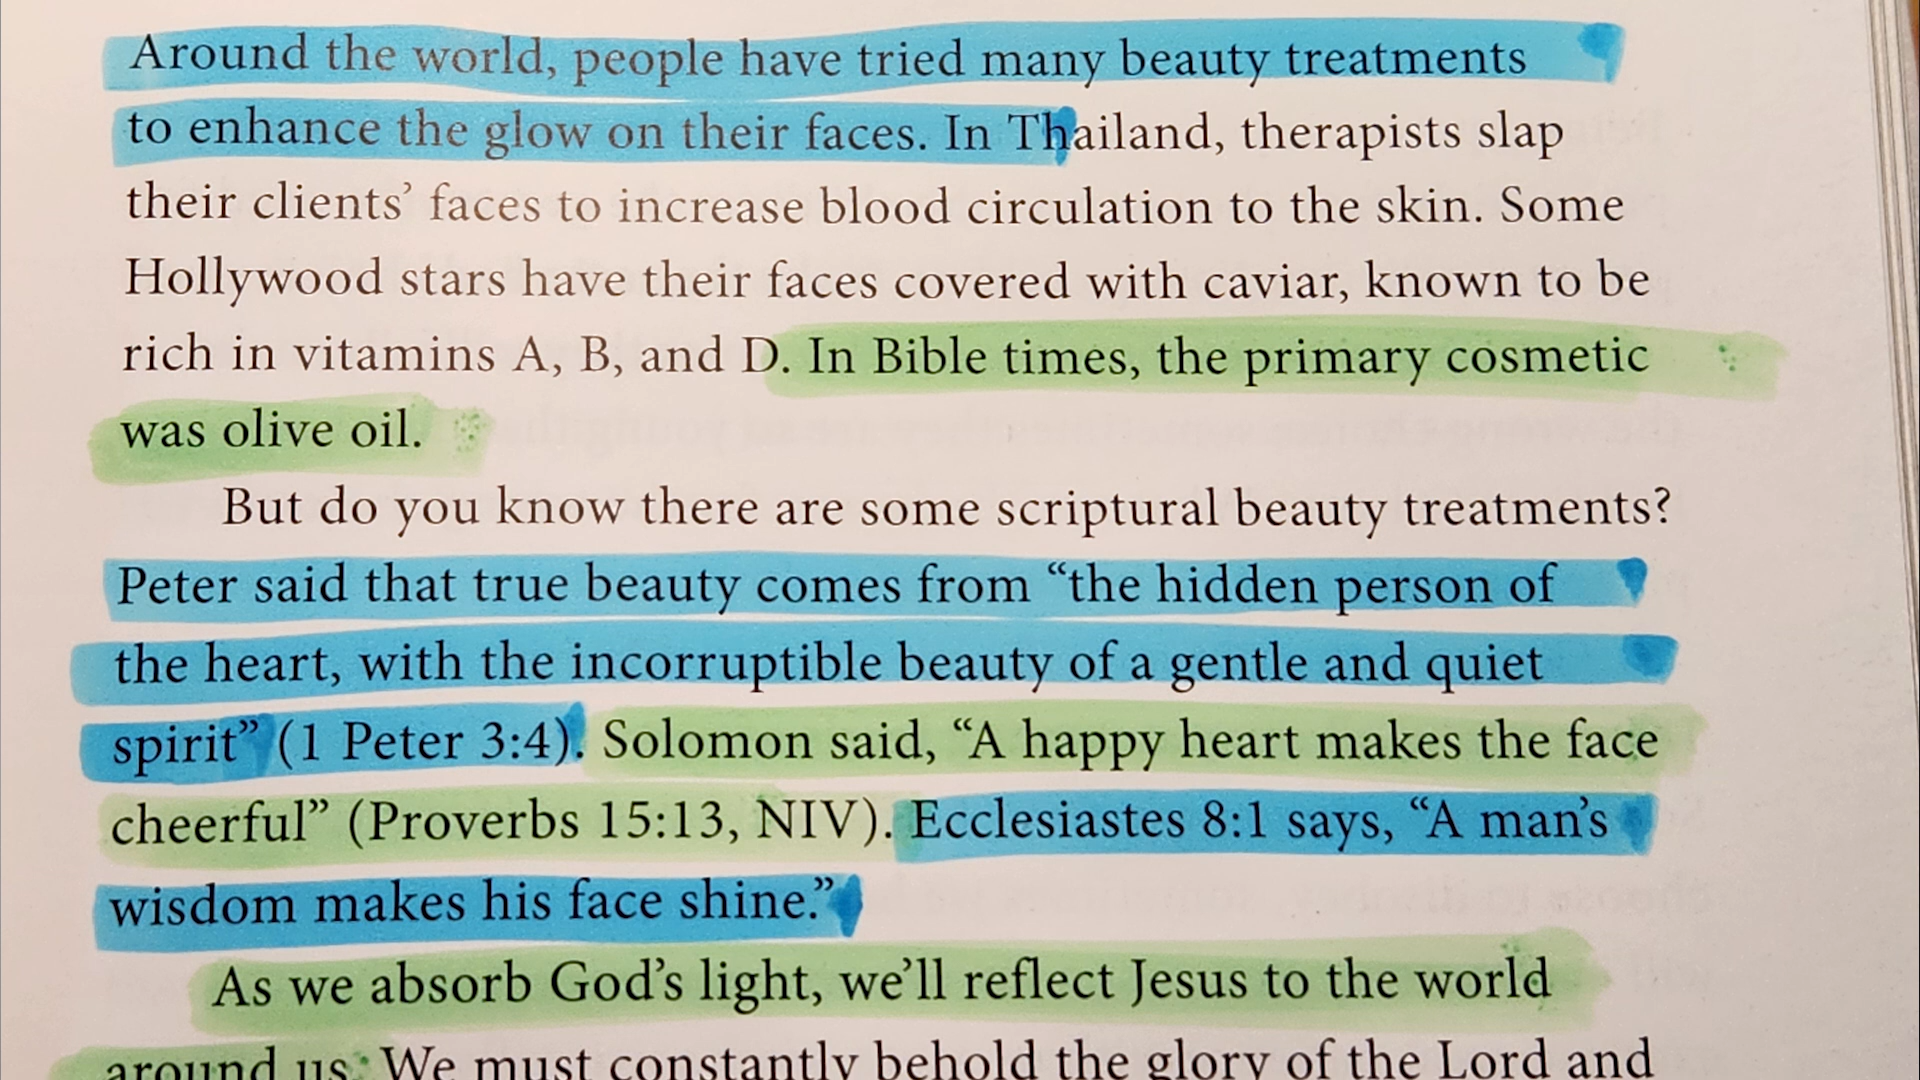 Around the world, people have tried many beauty treatments
to enhance the glow on their faces. In Thailand, therapists slap
their clients’ faces to increase blood circulation to the skin. Some
Hollywood stars have their faces covered with caviar, known to be
rich in vitamins A, B, and D. In Bible times, the primary cosmetic
was olive oil.
But do you know there are some scriptural beauty treatments?
Peter said that true beauty comes from “the hidden person of
the heart, with the incorruptible beauty of a gentle and quiet
spirit” (1 Peter 3:4). Solomon said, “A happy heart makes the face
cheerful” (Proverbs 15:13, NIV). Ecclesiastes 8:1 says, “A man’s
wisdom makes his face shine.”
As we absorb God’s light, we’ll reflect Jesus to the world
around us. We must constantly behold the glory of the Lord and